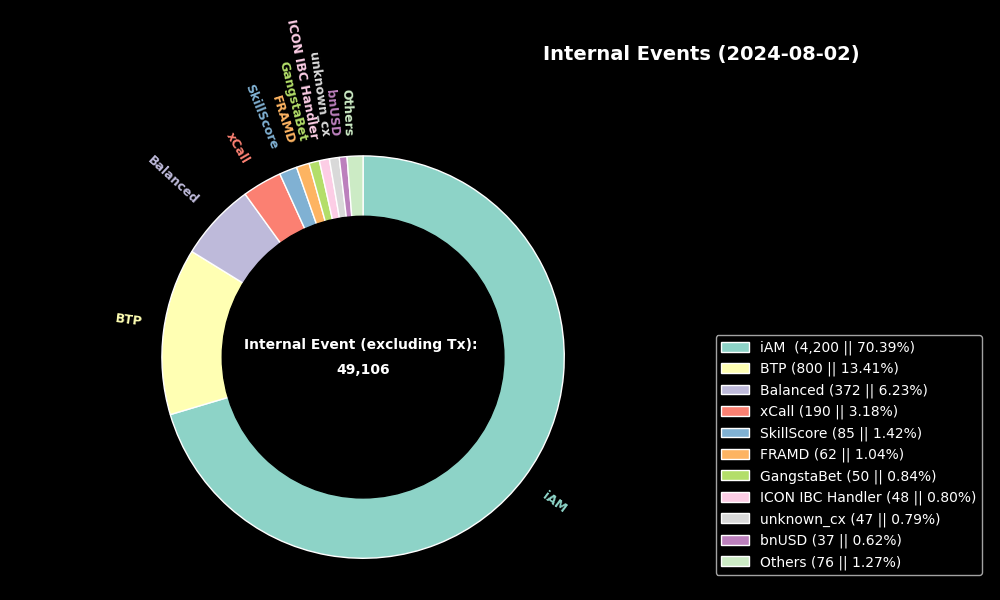 Internal Events (2024-08-02)
ICON IBC Handler
unknown_cx
GangstaBet
bnUSD
Others
SkillScore
FRAMD
xCall
Balanced
BTP
Internal Event (excluding Tx):
49,106
iAM
iAM  (4,200 || 70.39%)
BTP (800 || 13.41%)
Balanced (372 || 6.23%)
xCall (190 || 3.18%)
SkillScore (85 || 1.42%)
FRAMD (62 || 1.04%)
GangstaBet (50 || 0.84%)
ICON IBC Handler (48 || 0.80%)
unknown_cx (47 || 0.79%)
bnUSD (37 || 0.62%)
Others (76 || 1.27%)